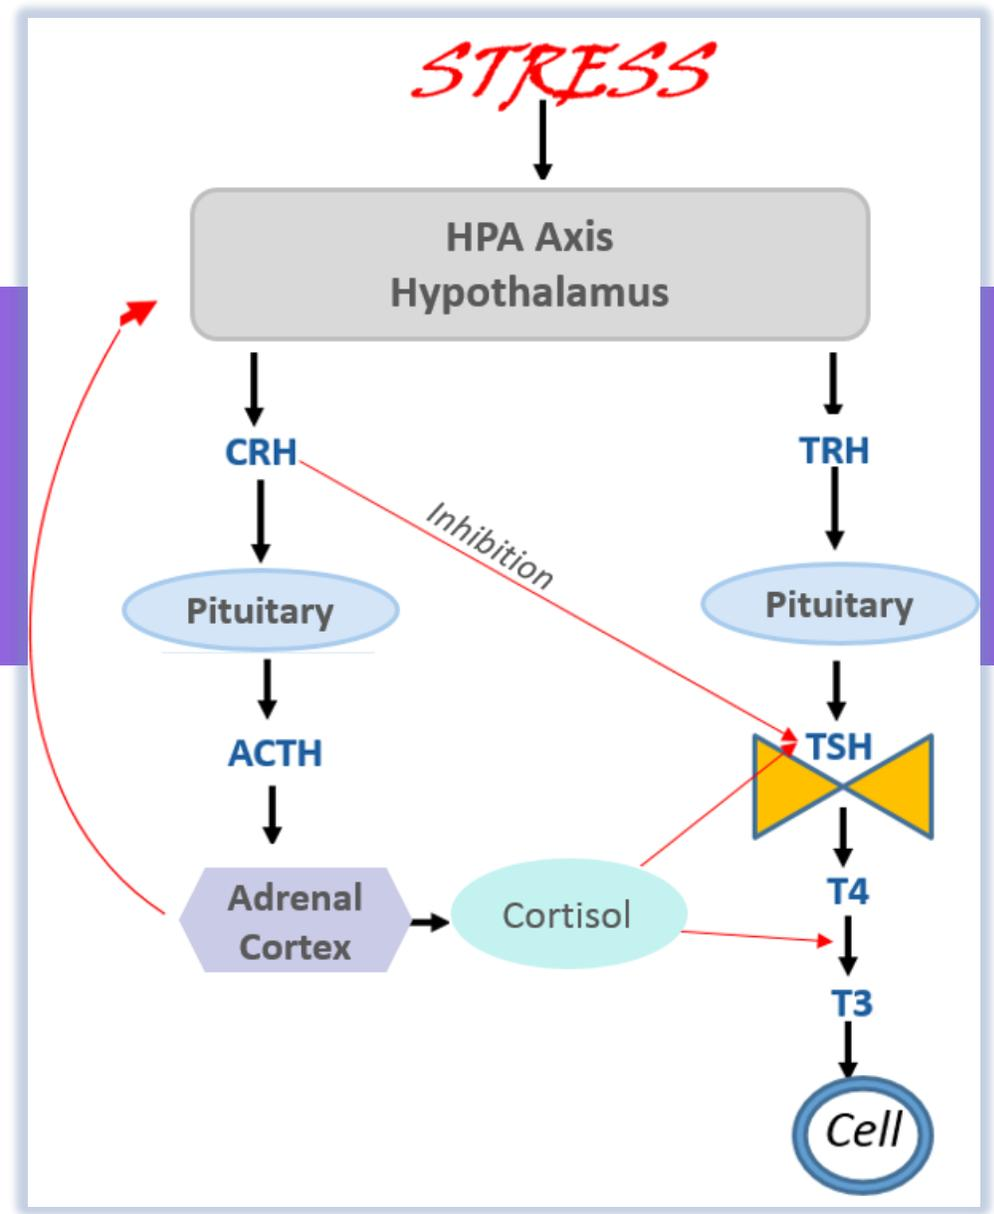 STRESS
HPA Axis
Hypothalamus
CRH
TRH
Inhibition
Pituitary
Pituitary
ACTH
TSH
Adrenal
Cortex
Cortisol
T4
T3
Cell